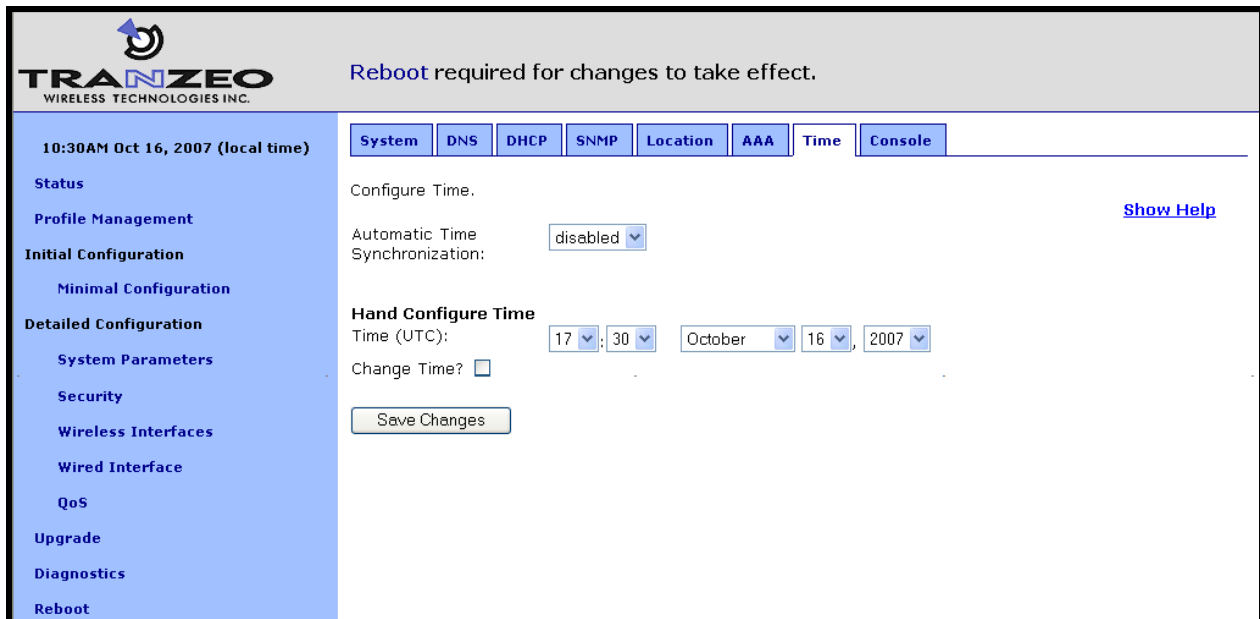 TRANZEO
WIRELESS TECHNOLOGIES INC.
Reboot required for changes to take effect.
10:30AM Oct 16, 2007 (local time)
Status
Profile Management
Initial Configuration
Minimal Configuration
Detailed Configuration
System Parameters
Security
Wireless Interfaces
Wired Interface
QoS
Upgrade
Diagnostics
Reboot
System DNS DHCP SNMP Location AAA Time Console
Configure Time.
Show Help
Automatic Time
Synchronization: disabled
Hand Configure Time
Time (UTC): 17 : 30 October 16 , 2007
Change Time?
Save Changes